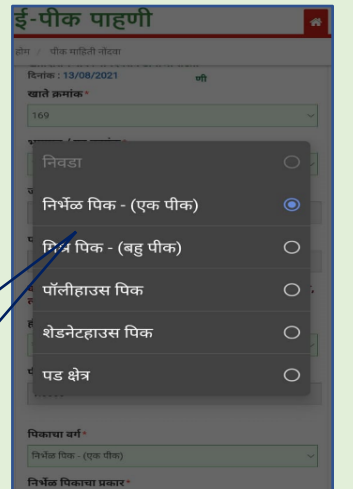 ई-पीक पाहणी
होम / पीक माहिती नोंदवा
दिनांक : 13/08/2021
णी
खाते क्रमांक*
169
निवडा
निर्भेळ पिक - (एक पीक)
मिश्र पिक - (बहु पीक)
पॉलीहाउस पिक
शेडनेटहाउस पिक
पड क्षेत्र
पिकाचा वर्ग*
निर्भेळ पिक - (एक पीक)
निर्भेळ पिकाचा प्रकार*